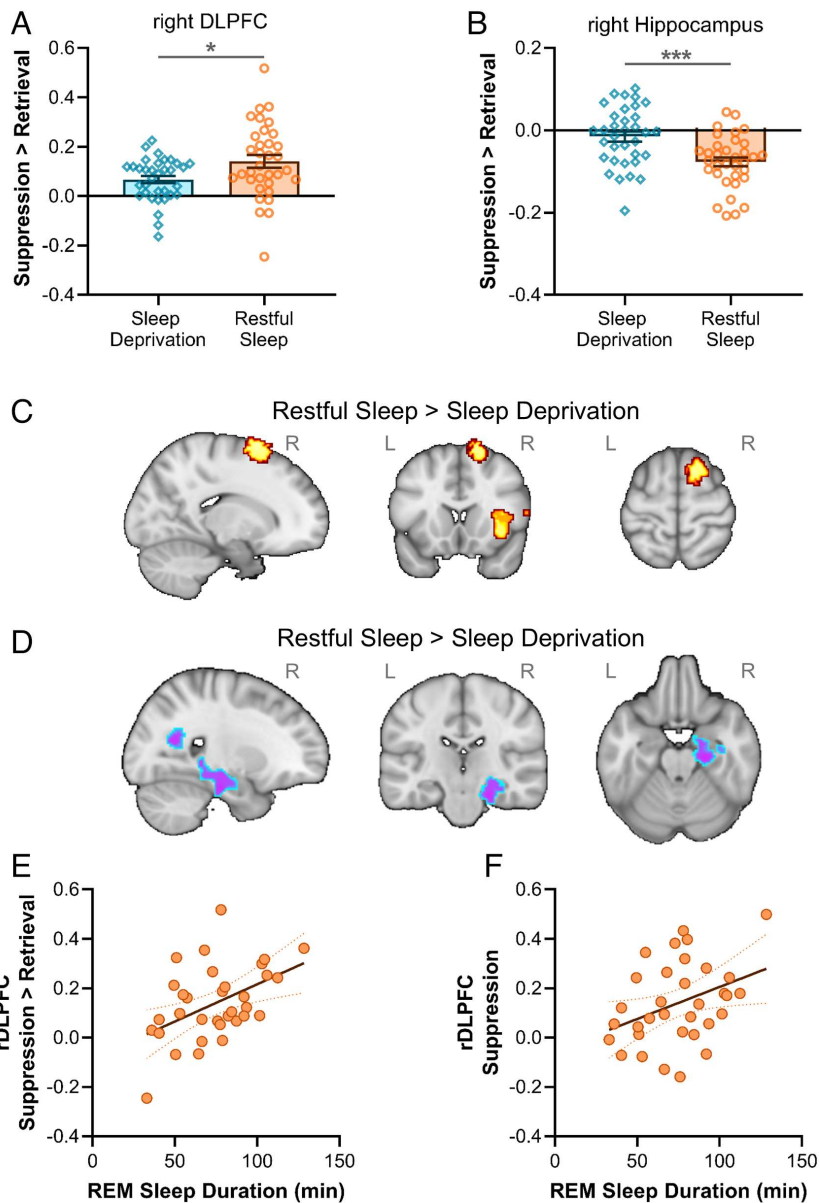 A
right DLPFC
*
Suppression > Retrieval
0.6
0.4
0.2
0.0
-0.2
-0.4
Sleep
Deprivation
Restful
Sleep
B
right Hippocampus
***
Suppression > Retrieval
0.2
0.0
-0.2
-0.4
Sleep
Deprivation
Restful
Sleep
C
Restful Sleep > Sleep Deprivation
R
L
R
L
R
D
Restful Sleep > Sleep Deprivation
R
L
R
L
R
E
rDLPFC
Suppression > Retrieval
0.6
0.4
0.2
0.0
-0.2
-0.4
0
50
100
150
REM Sleep Duration (min)
F
rDLPFC
Suppression
0.6
0.4
0.2
0.0
-0.2
-0.4
0
50
100
150
REM Sleep Duration (min)